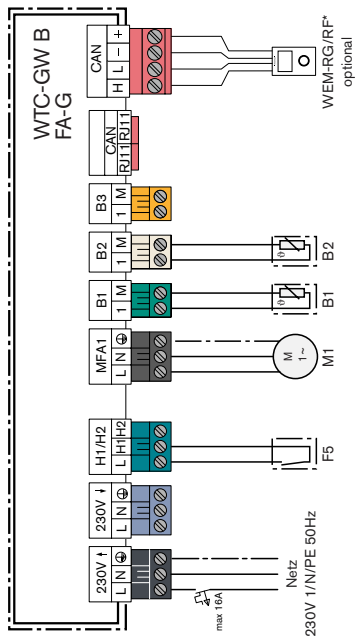 WTC-GW B
FA-G
230V ↑
L N ⏚
230V ↓
L N ⏚
H1/H2
L H1 H2
MFA1
L N ⏚
B1
1 M
B2
1 M
B3
1 M
CAN
RJ11 RJ11
CAN
H L − +
max 16A
Netz
230V 1/N/PE 50Hz
F5
M
1~
M1
ϑ
B1
ϑ
B2
WEM-RG/RF*
optional